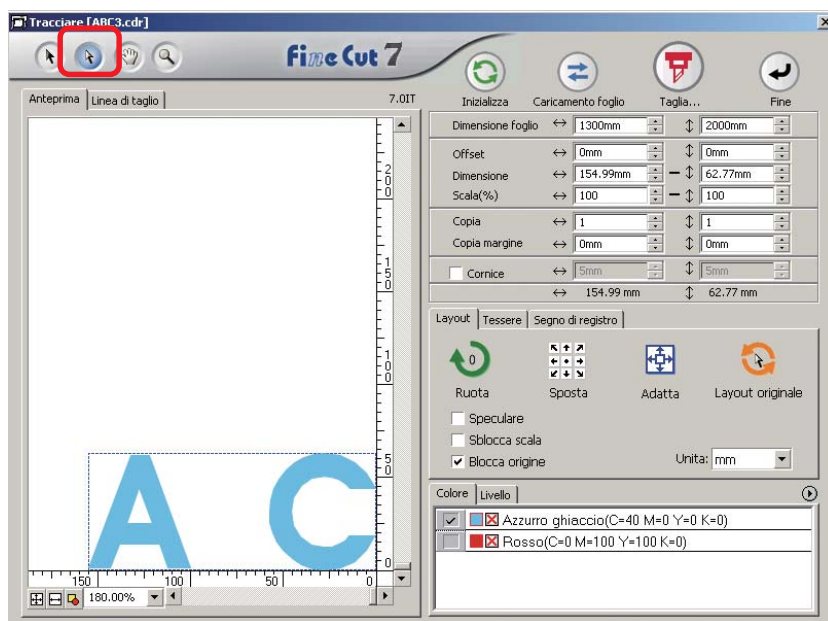 Tracciare [ABC3.cdr]
Fine Cut 7
Anteprima Linea di taglio 7.0IT
Inizializza Caricamento foglio Taglia... Fine
Dimensione foglio 1300mm 2000mm
Offset 0mm 0mm
Dimensione 154.99mm 62.77mm
Scala(%) 100 100
Copia 1 1
Copia margine 0mm 0mm
Cornice 5mm 5mm
154.99 mm 62.77 mm
Layout Tessere Segno di registro
0
Ruota Sposta Adatta Layout originale
Speculare
Sblocca scala
Blocca origine Unita: mm
Colore Livello
Azzurro ghiaccio(C=40 M=0 Y=0 K=0)
Rosso(C=0 M=100 Y=100 K=0)
200
150
100
50
0
A C
150 100 50 0
180.00%